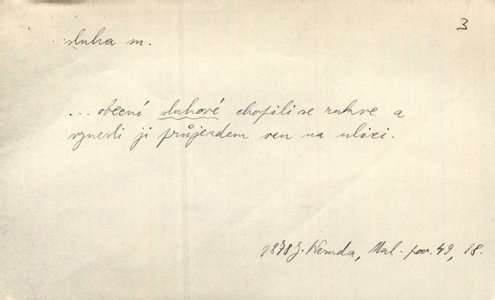 3
sluha m.
... obecní sluhové chopili se rakve a
vynesli ji průjezdem ven na ulici.
1878 J. Neruda, Mal. pov. 49, 18.